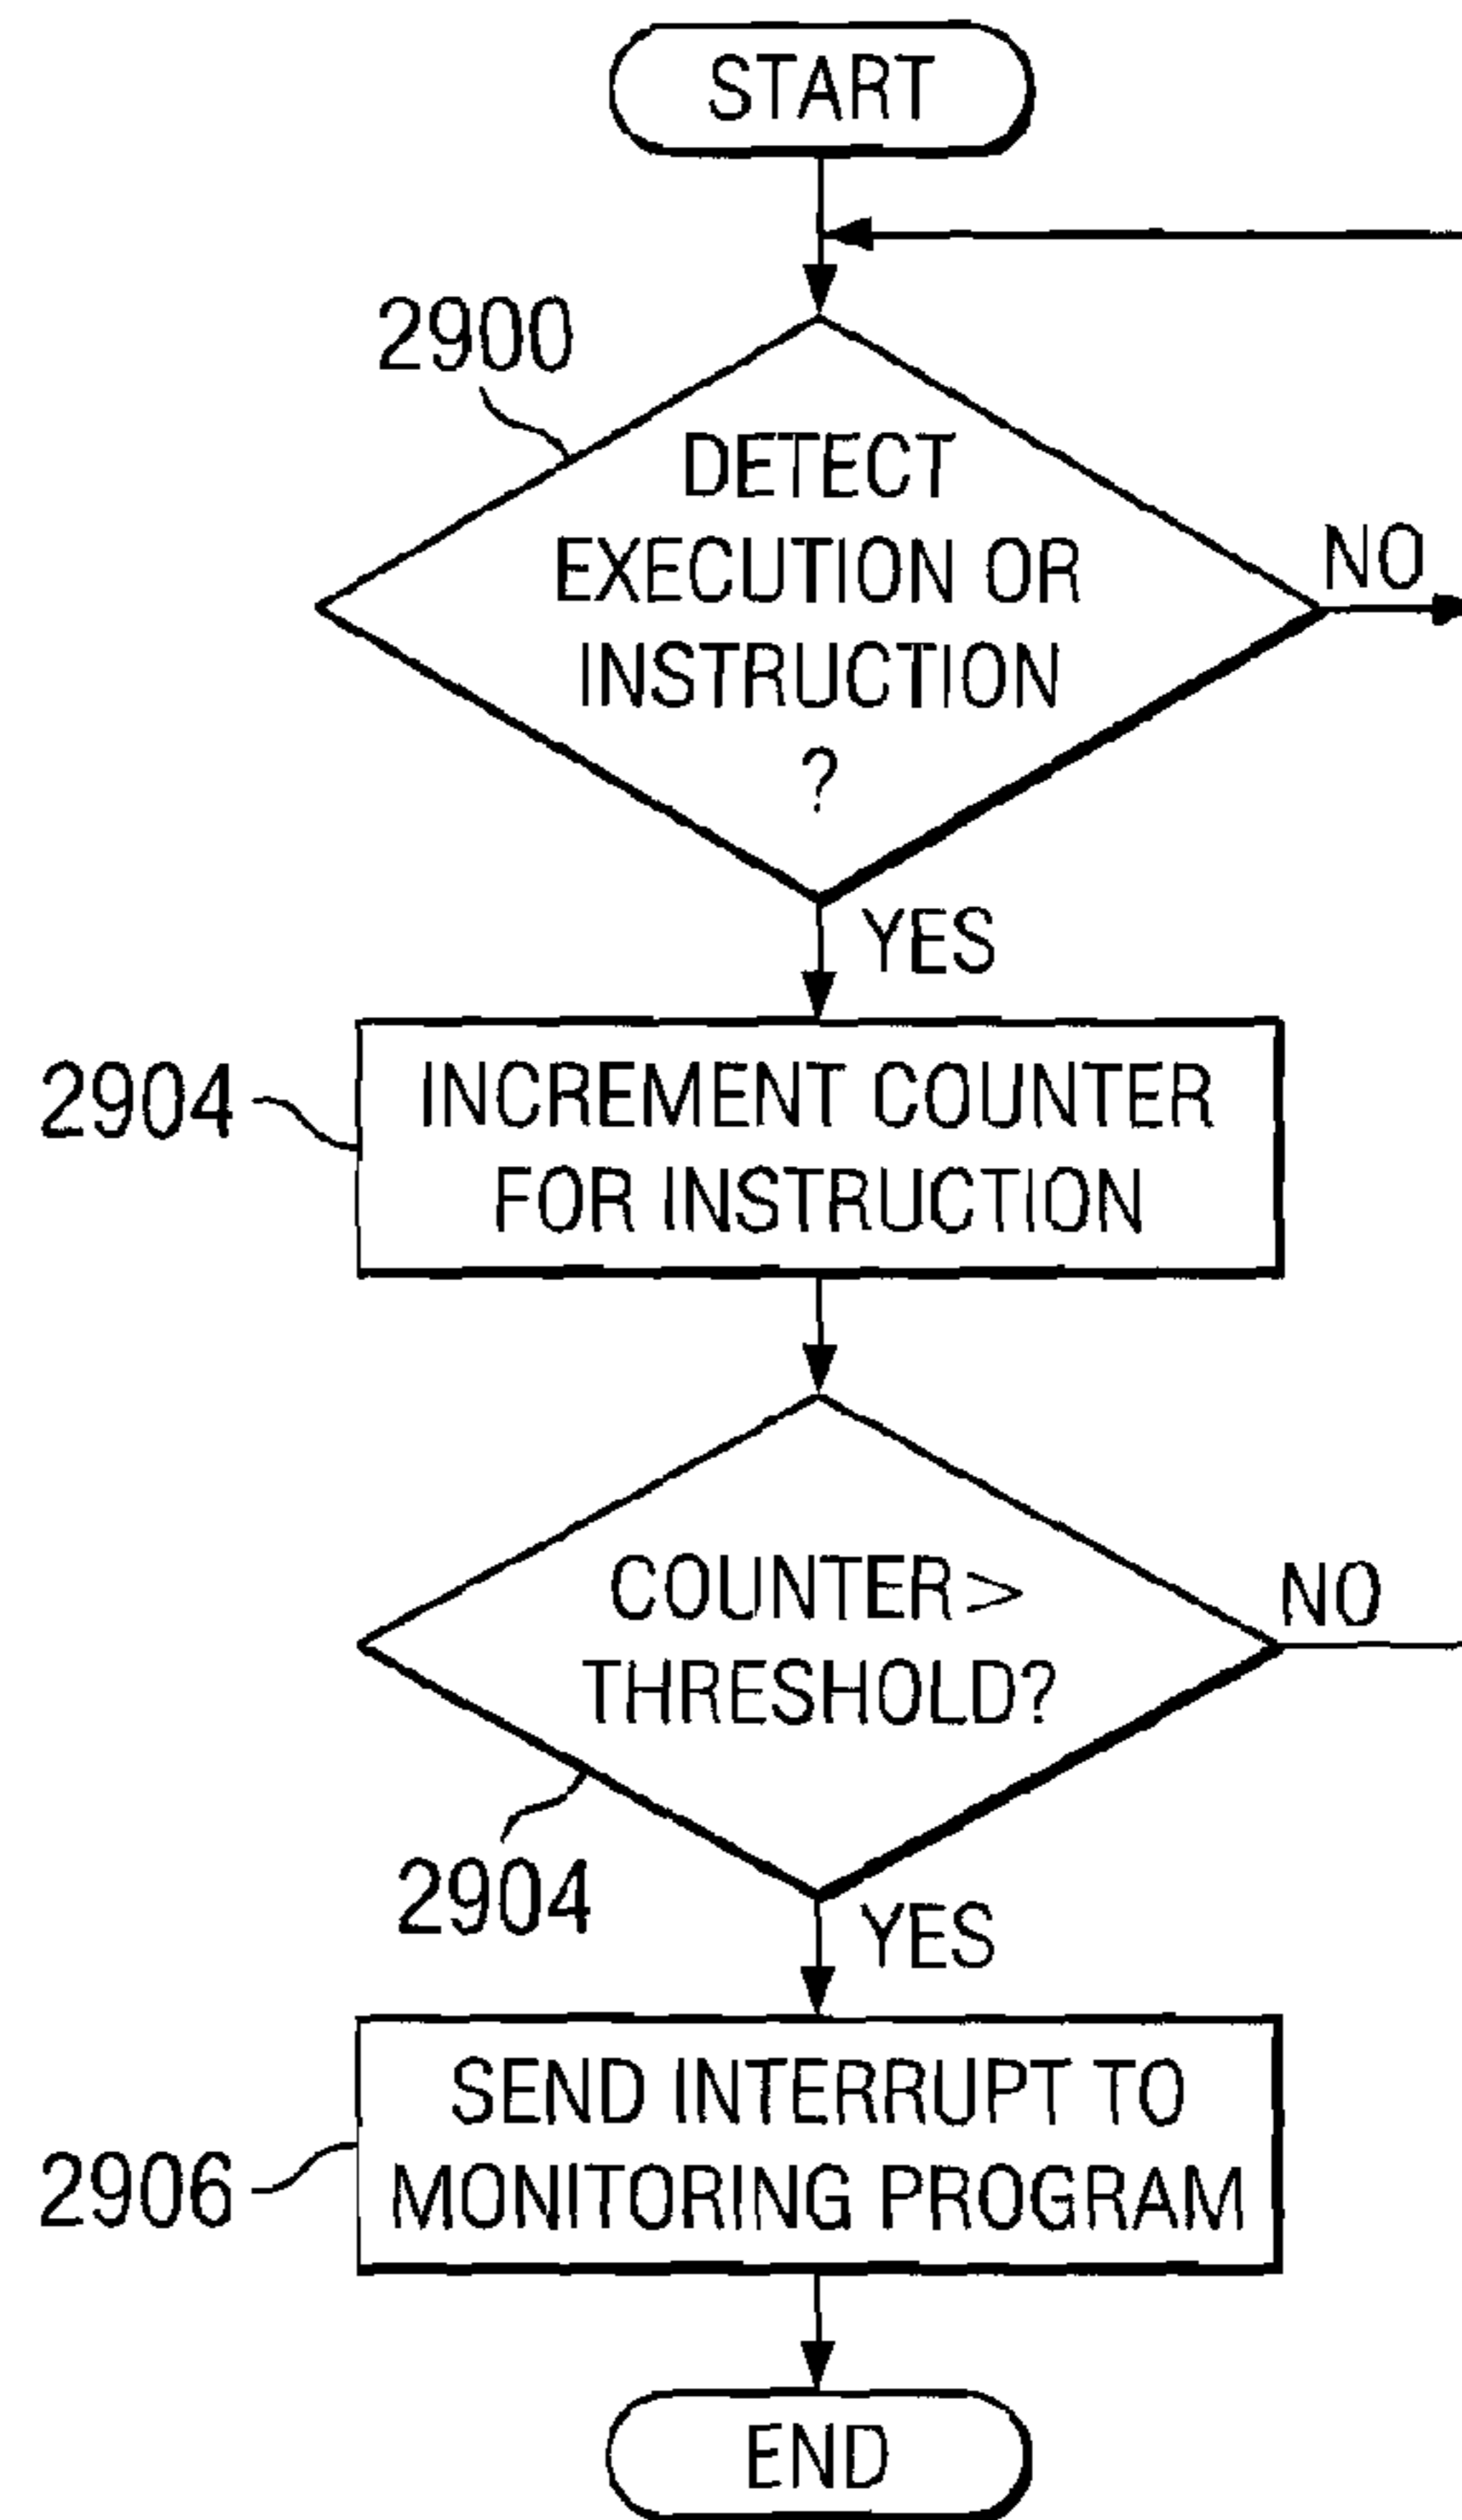 START
2900
DETECT
EXECUTION OR
INSTRUCTION
?
NO
YES
2904
INCREMENT COUNTER
FOR INSTRUCTION
COUNTER>
THRESHOLD?
NO
2904
YES
2906
SEND INTERRUPT TO
MONITORING PROGRAM
END